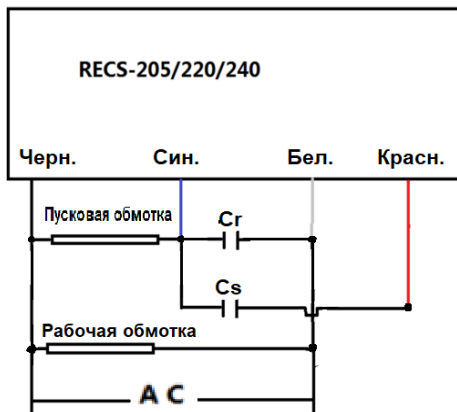 RECS-205/220/240
Черн. Син. Бел. Красн.
Пусковая обмотка
Cr
Cs
Рабочая обмотка
A C